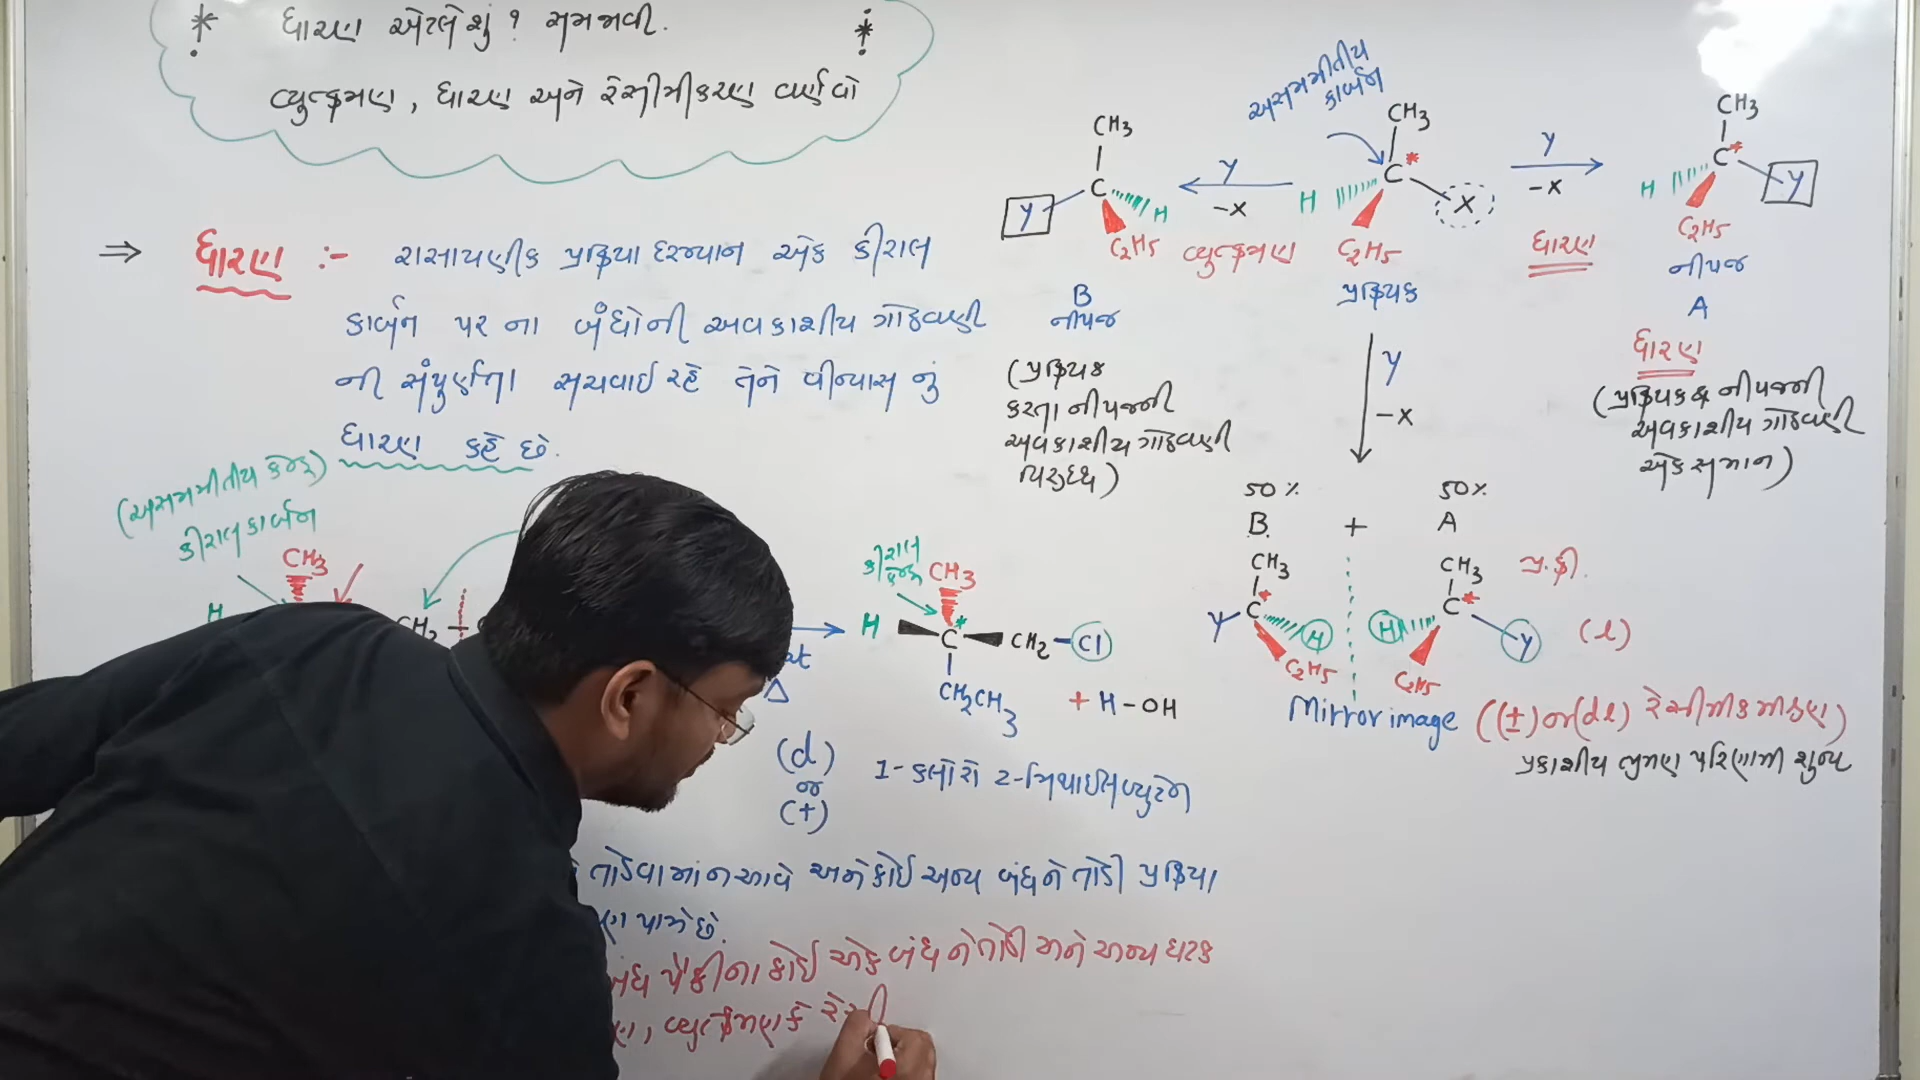 * ધારણ એટલે શું ? સમજાવી. *
વ્યુત્ક્રમણ, ધારણ અને રેસીમીકરણ વર્ણવો
⇒ ધારણ :- રાસાયણીક પ્રક્રિયા દરમ્યાન એક કીરાલ
કાર્બન પર ના બંધોની અવકાશીય ગોઠવણી
ની સંપુર્ણતા સચવાઈ રહે તેને વીન્યાસ નું
ધારણ કહે છે.
(અસમમીતીય કેન્દ્ર)
કીરાલ કાર્બન
CH3
H
CH2
Δ
કીરાલ
કેન્દ્ર
CH3
H C* CH2 - Cl
CH2CH3
+ H - OH
(d)
or
(+)
1- ક્લોરો 2-મિથાઈલબ્યુટેન
તોડવામાં ન આવે અને કોઈ અન્ય બંધ ને તોડી પ્રક્રિયા
પામે છે.
બંધ પૈકીના કોઈ એક બંધ ને તોડી અને અન્ય ઘટક
, વ્યુત્ક્રમણ કે
CH3
Y C H
C2H5
B
નીપજ
(પ્રક્રિયક
કરતા નીપજની
અવકાશીય ગોઠવણી
વિરુધ્ધ)
Y
-X
વ્યુત્ક્રમણ
અસમમીતીય
કાર્બન
CH3
H C* X
C2H5
પ્રક્રિયક
Y
-X
ધારણ
CH3
H C* Y
C2H5
નીપજ
A
ધારણ
(પ્રક્રિયક & નીપજની
અવકાશીય ગોઠવણી
એક સમાન)
Y
-X
50% 50%
B + A
CH3
Y C* H
C2H5
CH3
H C* Y
C2H5
પ્ર.ક્રી.
(l)
Mirror image ((±) or (dl) રેસીમીક મીશ્રણ)
પ્રકાશીય ભ્રમણ પરિણામી શુન્ય